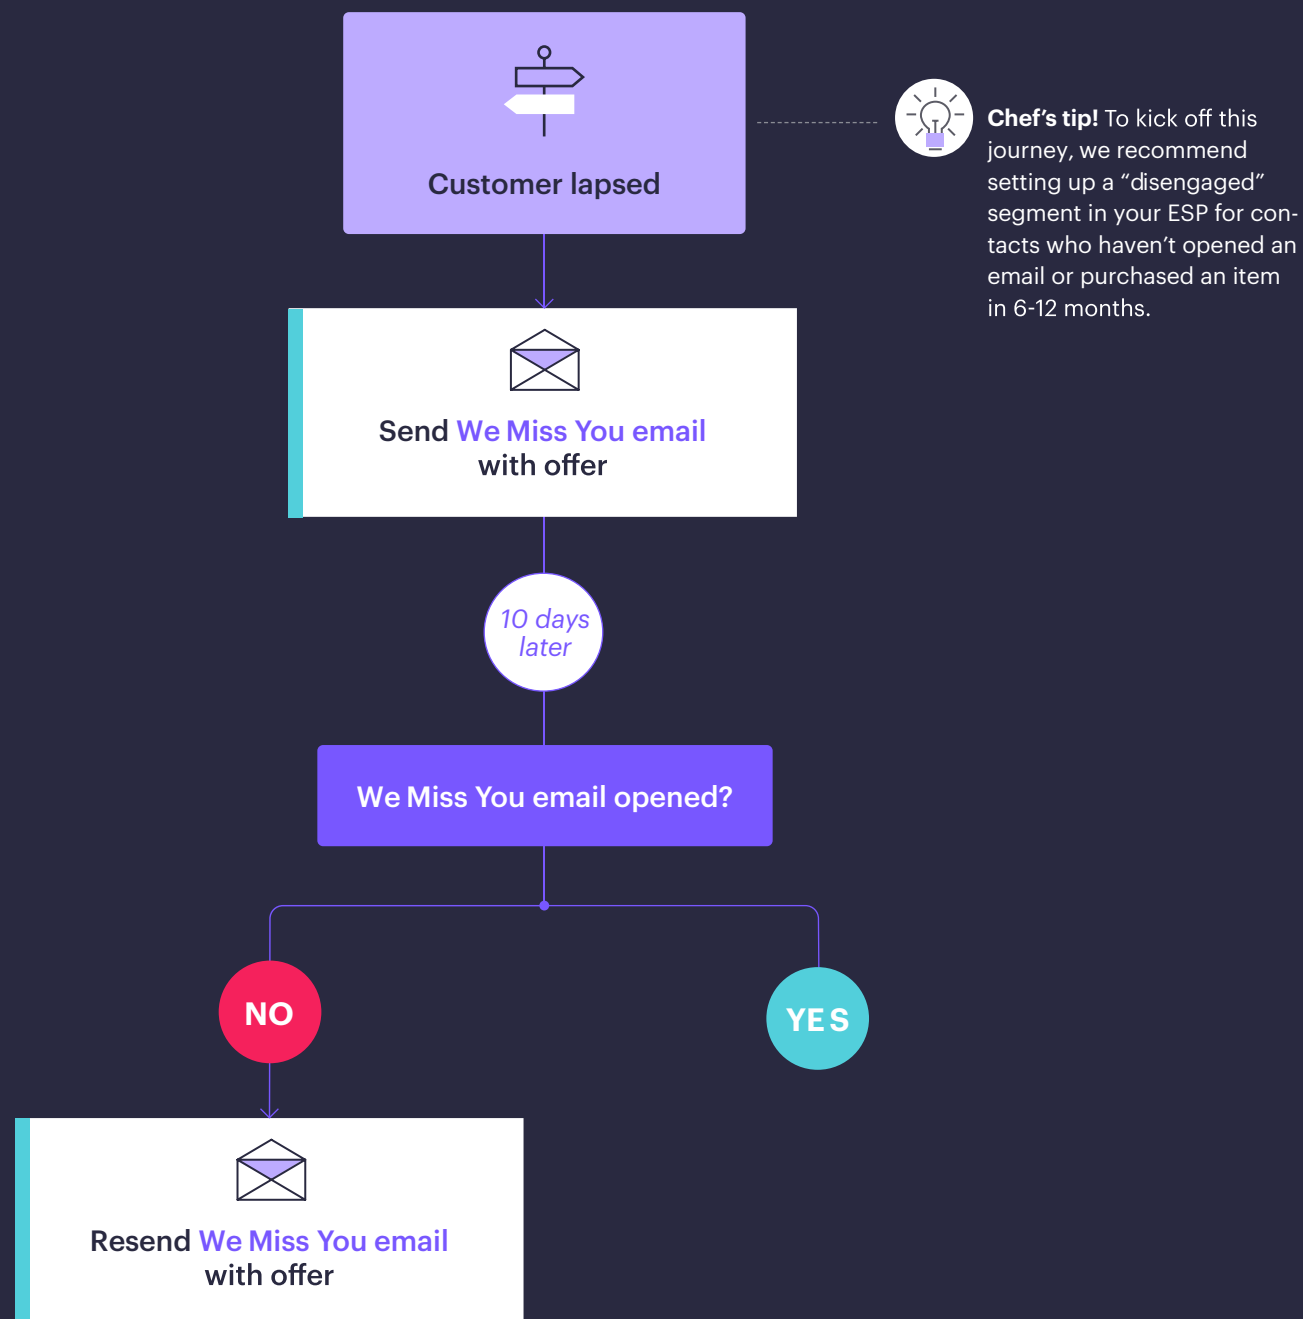 Customer lapsed
Chef's tip! To kick off this
journey, we recommend
setting up a “disengaged”
segment in your ESP for con-
tacts who haven't opened an
email or purchased an item
in 6-12 months.
Send We Miss You email
with offer
10 days
later
We Miss You email opened?
NO
YES
Resend We Miss You email
with offer